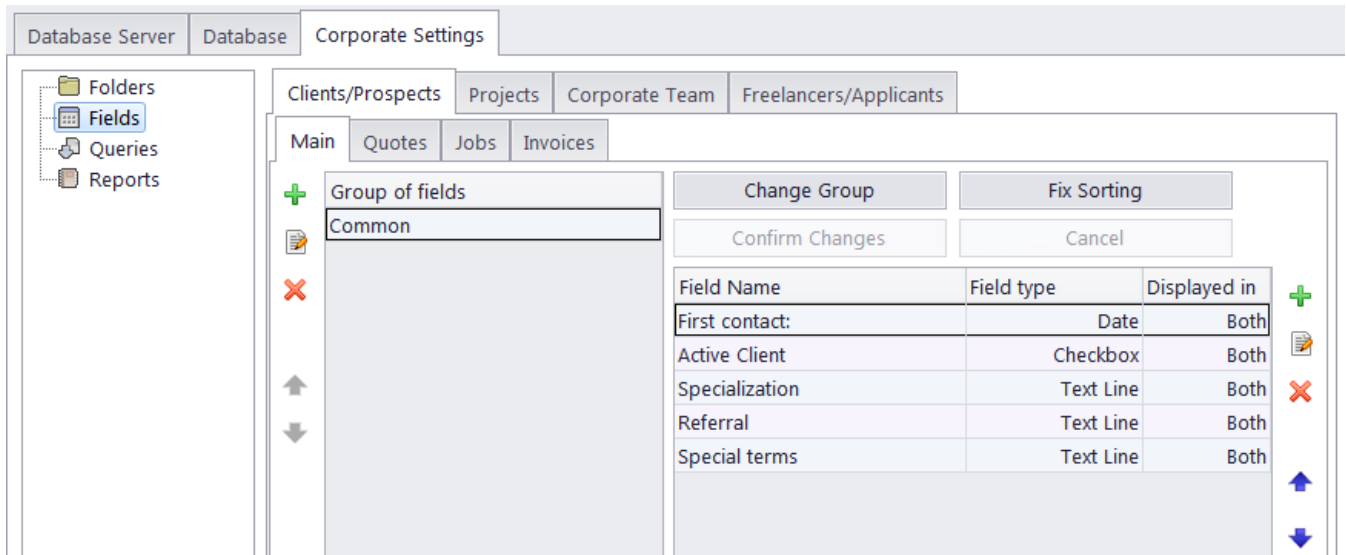 Database Server Database Corporate Settings
Folders
Fields
Queries
Reports
Clients/Prospects Projects Corporate Team Freelancers/Applicants
Main Quotes Jobs Invoices
Group of fields
Common
Change Group Fix Sorting
Confirm Changes Cancel
Field Name Field type Displayed in
First contact: Date Both
Active Client Checkbox Both
Specialization Text Line Both
Referral Text Line Both
Special terms Text Line Both